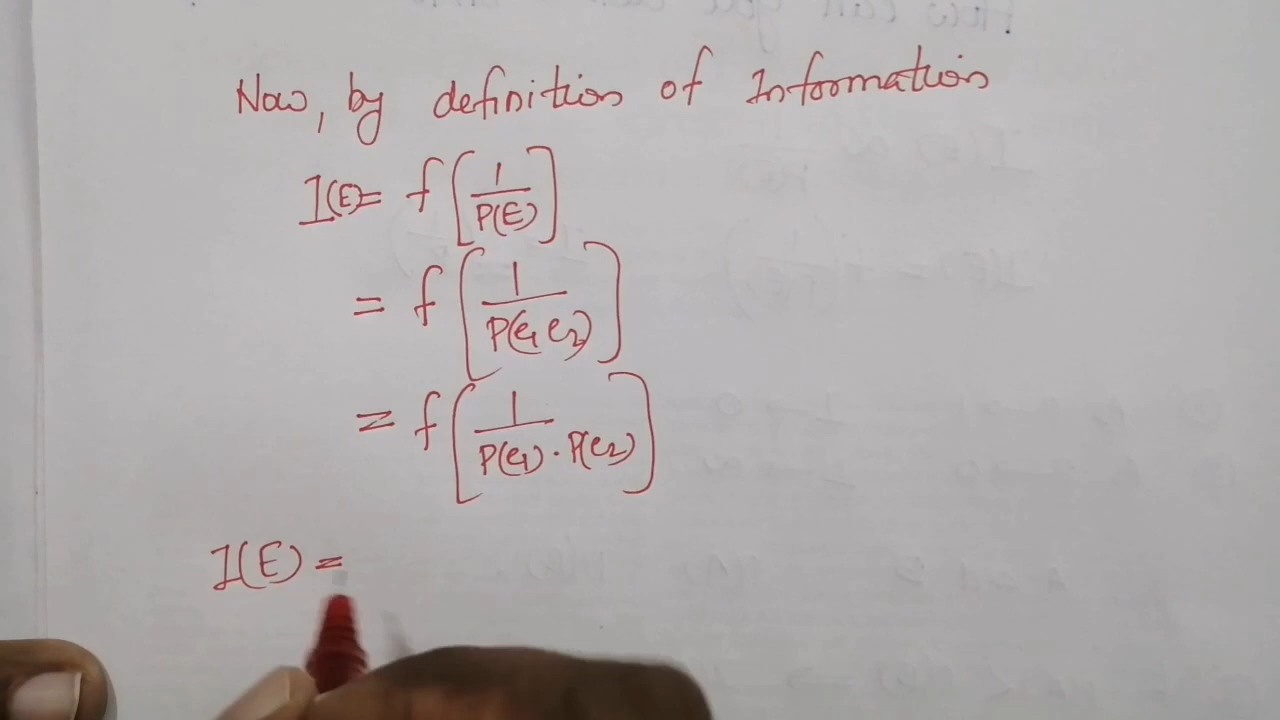 Now, by definition of Information
I(E) = f[1/P(E)]
= f[1/P(e₁ e₂)]
= f[1/P(e₁) . P(e₂)]
I(E) =